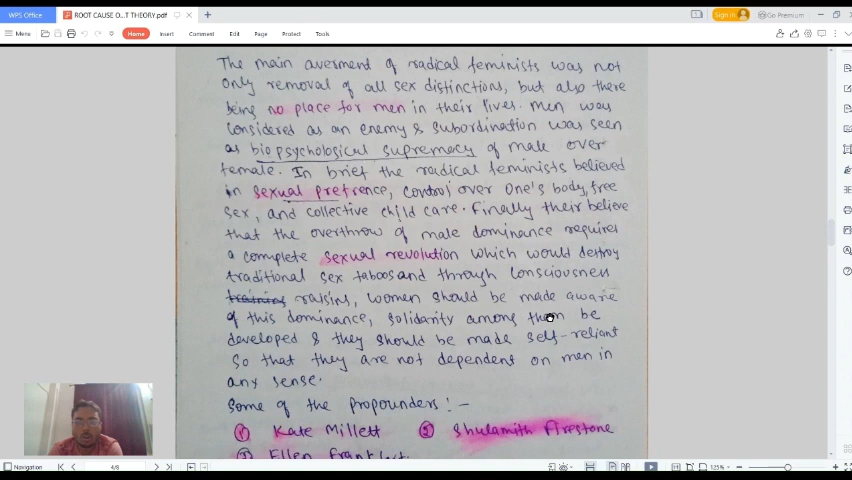 WPS Office
ROOT CAUSE O...T THEORY.pdf
Sign in
Go Premium
Menu
Home
Insert
Comment
Edit
Page
Protect
Tools
The main averment of radical feminists was not
only removal of all sex distinctions, but also there
being no place for men in their lives. Men was
considered as an enemy & subordination was seen
as biopsychological supremacy of male over
female. In brief the radical feminists believed
in sexual prefrence, control over one's body, free
sex, and collective child care. Finally their believe
that the overthrow of male dominance requires
a complete sexual revolution which would destroy
traditional sex taboos and through Consciousness
training raisins, women should be made aware
of this dominance, solidarity among them be
developed & they should be made self-reliant
So that they are not dependent on men in
any sense.
Some of the propounders! -
① Kate Millett ② Shulamith Firestone
Ellen
Navigation
4/8
125%